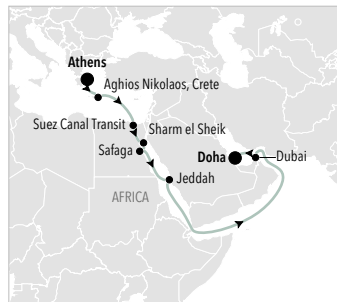 Athens
Aghios Nikolaos, Crete
Suez Canal Transit
Sharm el Sheik
Safaga
Doha
Dubai
Jeddah
AFRICA